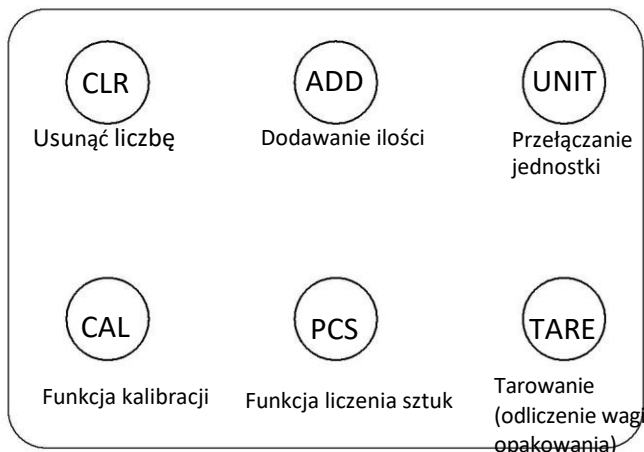 CLR
ADD
UNIT
Usunąć liczbę
Dodawanie ilości
Przełączanie
jednostki
CAL
PCS
TARE
Funkcja kalibracji
Funkcja liczenia sztuk
Tarowanie
(odliczenie wagi
opakowania)